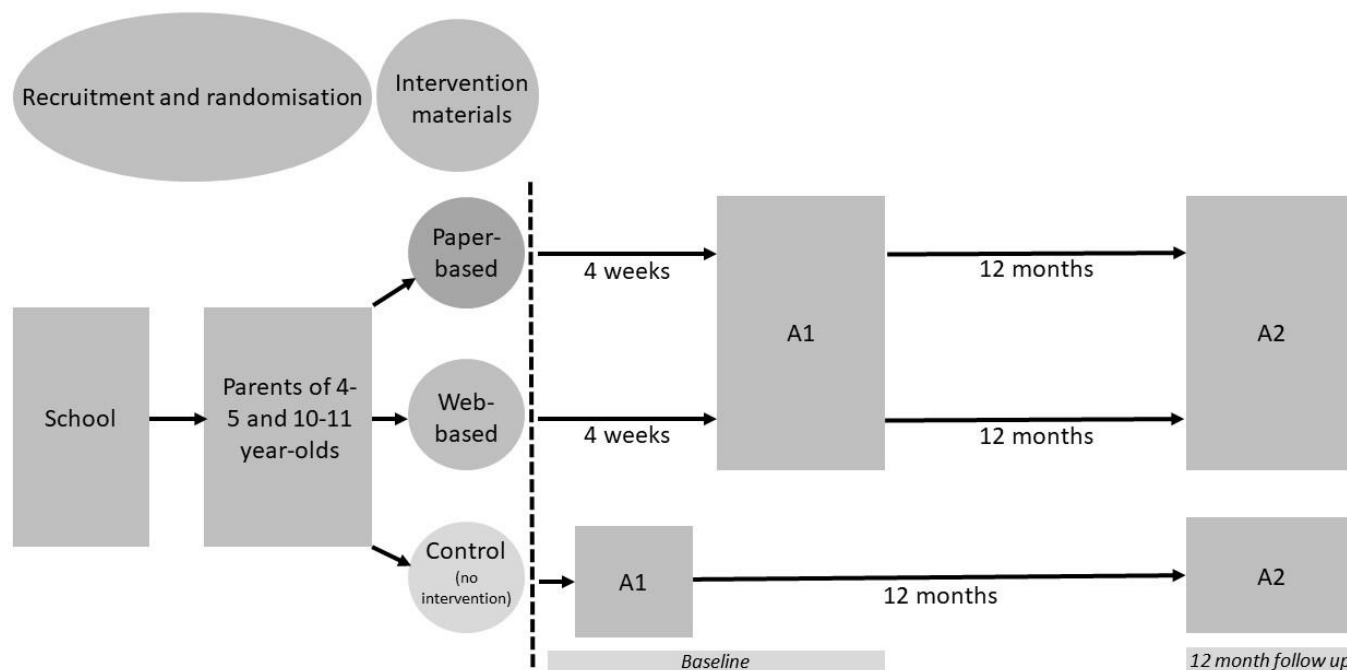 Recruitment and randomisation
Intervention
materials
Paper-
based
4 weeks
12 months
A1
A2
School
Parents of 4-
5 and 10-11
year-olds
Web-
based
4 weeks
12 months
Control
(no
intervention)
A1
12 months
A2
Baseline
12 month follow up